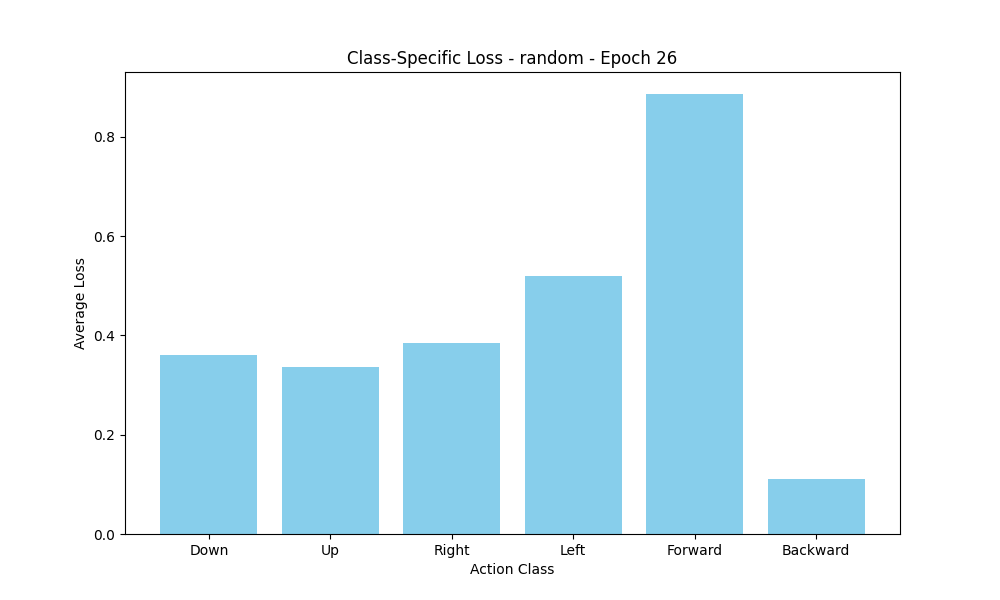 Class-Specific Loss - random - Epoch 26
Average Loss
0.8
0.6
0.4
0.2
0.0
Down Up Right Left Forward Backward
Action Class